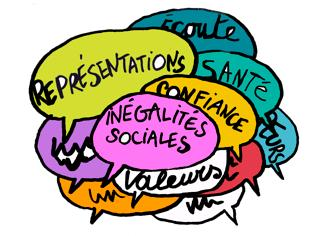 Écoute
REPRÉSENTATIONS
SANTÉ
CONFIANCE
INÉGALITÉS
SOCIALES
Valeurs